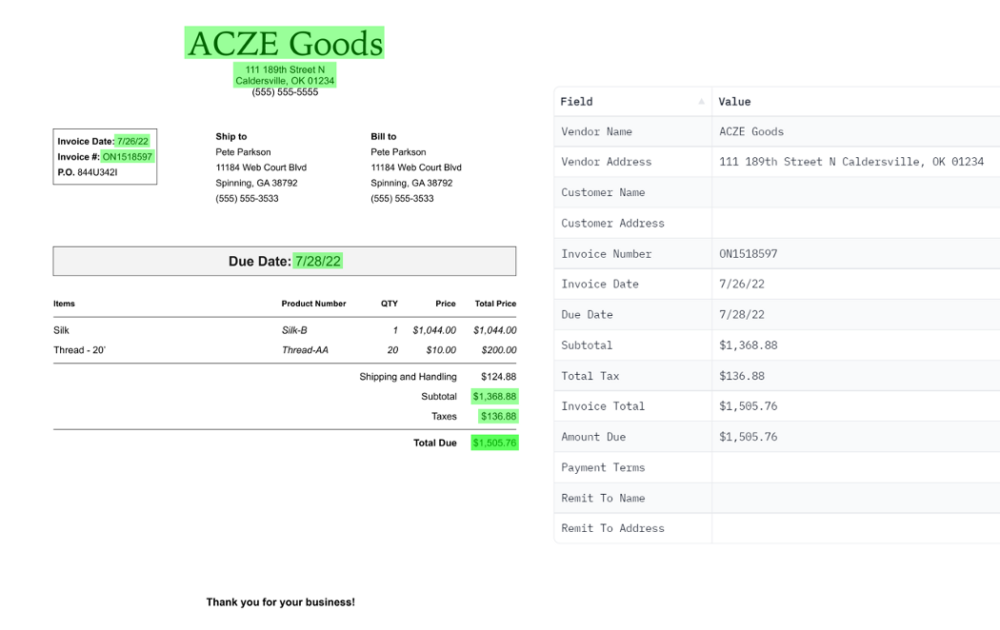 ACZE Goods
111 189th Street N
Caldersville, OK 01234
(555) 555-5555
Invoice Date: 7/26/22
Invoice #: ON1518597
P.O. 844U342I
Ship to
Pete Parkson
11184 Web Court Blvd
Spinning, GA 38792
(555) 555-3533
Bill to
Pete Parkson
11184 Web Court Blvd
Spinning, GA 38792
(555) 555-3533
Due Date: 7/28/22
Items Product Number QTY Price Total Price
Silk Silk-B 1 $1,044.00 $1,044.00
Thread - 20' Thread-AA 20 $10.00 $200.00
Shipping and Handling $124.88
Subtotal $1,368.88
Taxes $136.88
Total Due $1,505.76
Thank you for your business!
Field Value
Vendor Name ACZE Goods
Vendor Address 111 189th Street N Caldersville, OK 01234
Customer Name
Customer Address
Invoice Number ON1518597
Invoice Date 7/26/22
Due Date 7/28/22
Subtotal $1,368.88
Total Tax $136.88
Invoice Total $1,505.76
Amount Due $1,505.76
Payment Terms
Remit To Name
Remit To Address